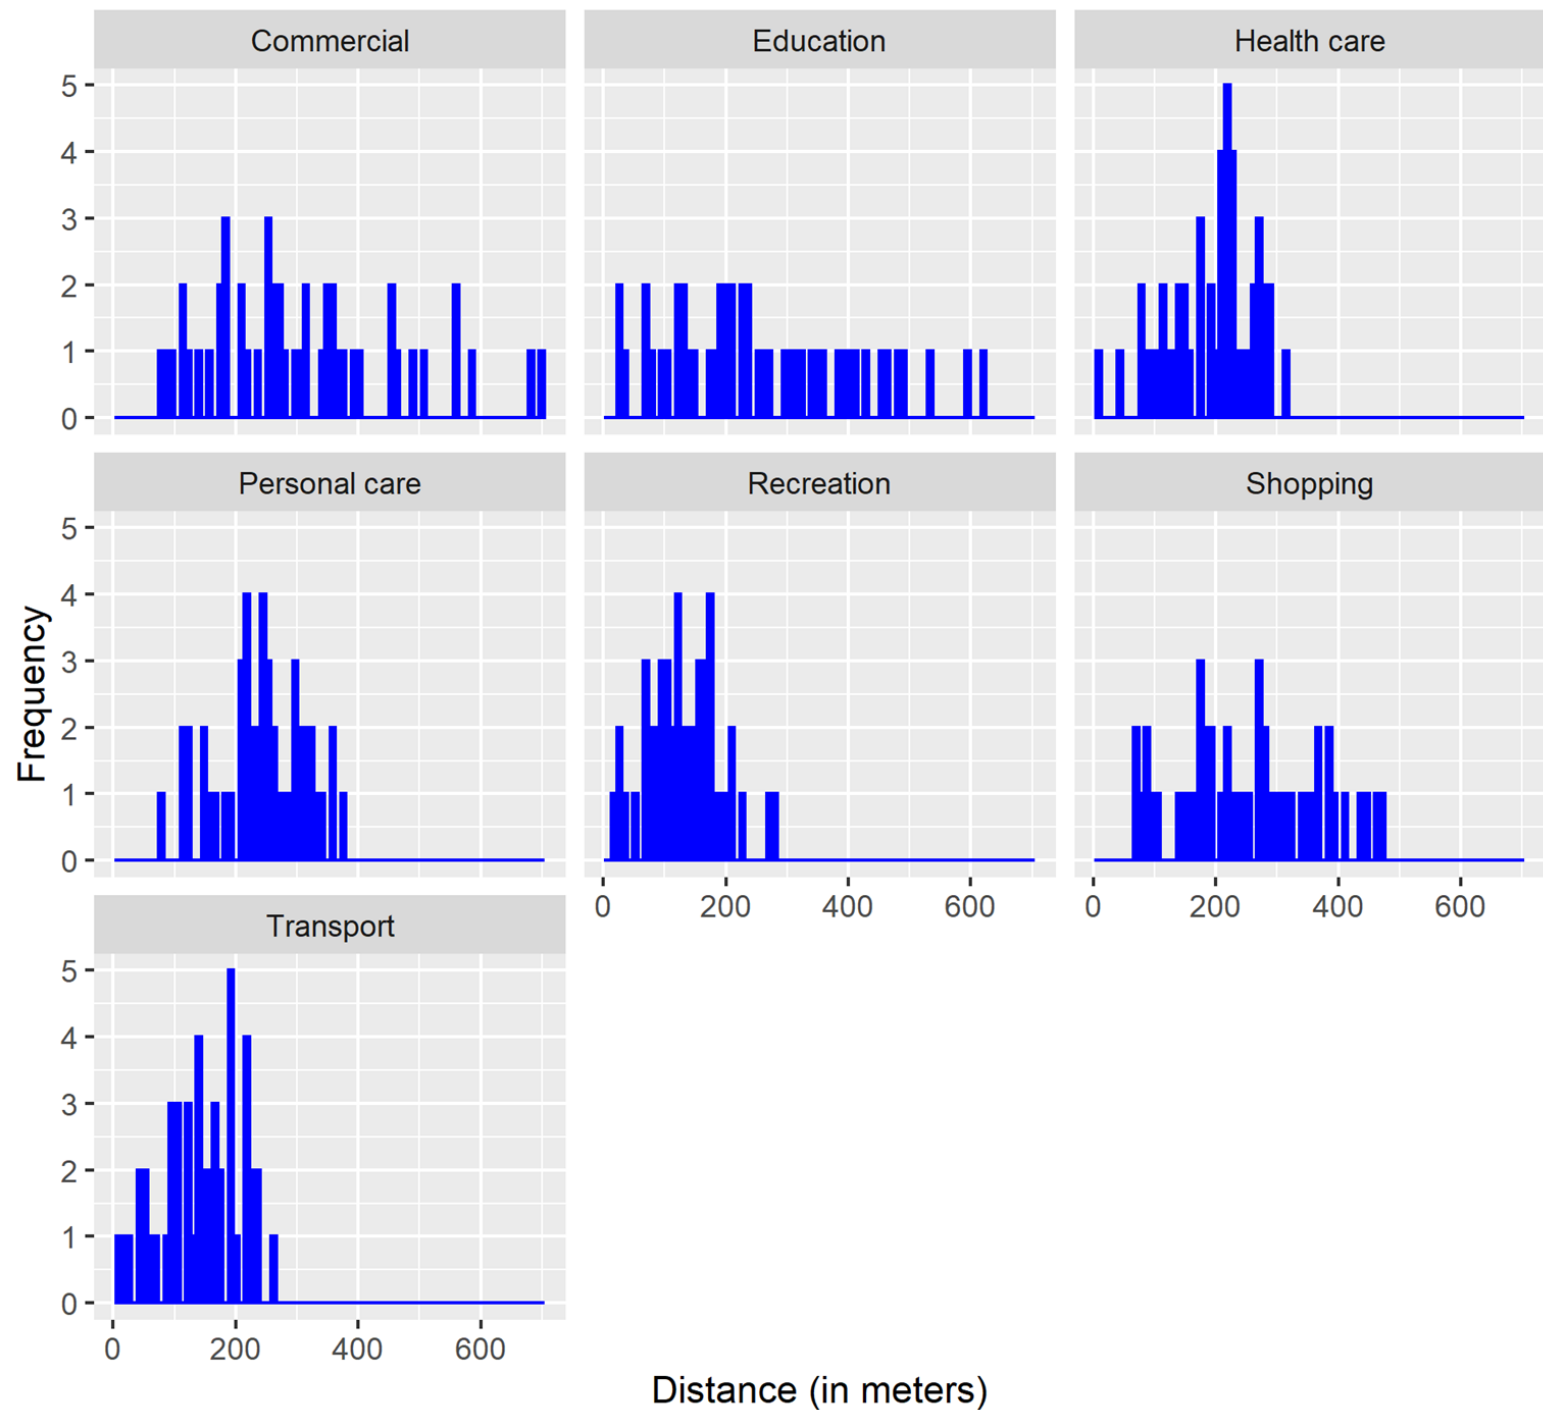 Commercial Education Health care
5
4
3
2
1
0
Personal care Recreation Shopping
5
4
3
2
1
0
0 200 400 600 0 200 400 600
Transport
5
4
3
2
1
0
0 200 400 600
Frequency
Distance (in meters)